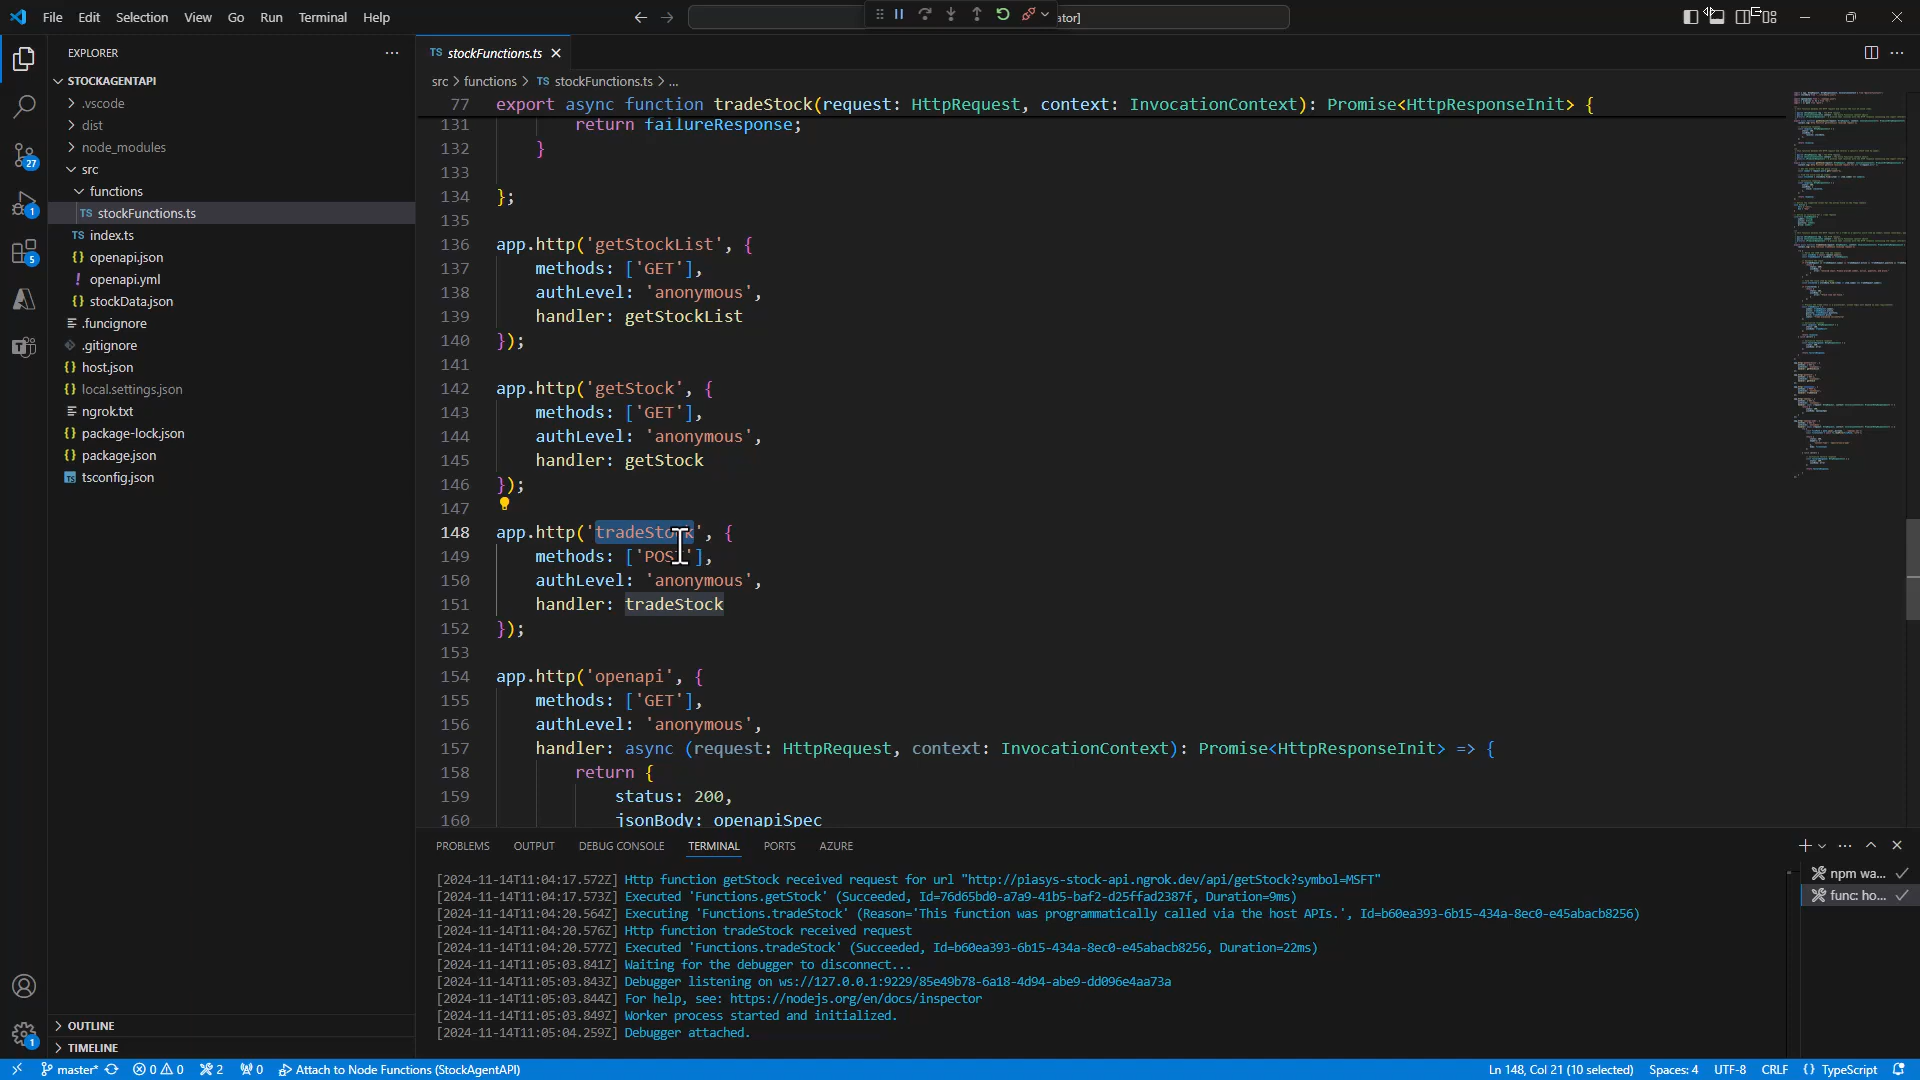 File Edit Selection View Go Run Terminal Help
ator]
EXPLORER
STOCKAGENTAPI
.vscode
dist
node_modules
src
functions
TS stockFunctions.ts
TS index.ts
{} openapi.json
! openapi.yml
{} stockData.json
.funcignore
.gitignore
{} host.json
{} local.settings.json
ngrok.txt
{} package-lock.json
{} package.json
tsconfig.json
OUTLINE
TIMELINE
27
1
5
1
TS stockFunctions.ts
src > functions > TS stockFunctions.ts > ...
77 export async function tradeStock(request: HttpRequest, context: InvocationContext): Promise<HttpResponseInit> {
131 return failureResponse;
132 }
133
134 };
135
136 app.http('getStockList', {
137 methods: ['GET'],
138 authLevel: 'anonymous',
139 handler: getStockList
140 });
141
142 app.http('getStock', {
143 methods: ['GET'],
144 authLevel: 'anonymous',
145 handler: getStock
146 });
147
148 app.http('tradeStock', {
149 methods: ['POST'],
150 authLevel: 'anonymous',
151 handler: tradeStock
152 });
153
154 app.http('openapi', {
155 methods: ['GET'],
156 authLevel: 'anonymous',
157 handler: async (request: HttpRequest, context: InvocationContext): Promise<HttpResponseInit> => {
158 return {
159 status: 200,
160 jsonBody: openapiSpec
PROBLEMS OUTPUT DEBUG CONSOLE TERMINAL PORTS AZURE
[2024-11-14T11:04:17.572Z] Http function getStock received request for url "http://piasys-stock-api.ngrok.dev/api/getStock?symbol=MSFT"
[2024-11-14T11:04:17.573Z] Executed 'Functions.getStock' (Succeeded, Id=76d65bd0-a7a9-41b5-baf2-d25ffad2387f, Duration=9ms)
[2024-11-14T11:04:20.564Z] Executing 'Functions.tradeStock' (Reason='This function was programmatically called via the host APIs.', Id=b60ea393-6b15-434a-8ec0-e45abacb8256)
[2024-11-14T11:04:20.576Z] Http function tradeStock received request
[2024-11-14T11:04:20.577Z] Executed 'Functions.tradeStock' (Succeeded, Id=b60ea393-6b15-434a-8ec0-e45abacb8256, Duration=22ms)
[2024-11-14T11:05:03.841Z] Waiting for the debugger to disconnect...
[2024-11-14T11:05:03.843Z] Debugger listening on ws://127.0.0.1:9229/85e49b78-6a18-4d94-abe9-dd096e4aa73a
[2024-11-14T11:05:03.844Z] For help, see: https://nodejs.org/en/docs/inspector
[2024-11-14T11:05:03.849Z] Worker process started and initialized.
[2024-11-14T11:05:04.259Z] Debugger attached.
npm wa...
func: ho...
master* 0 0 2 0 Attach to Node Functions (StockAgentAPI)
Ln 148, Col 21 (10 selected) Spaces: 4 UTF-8 CRLF {} TypeScript